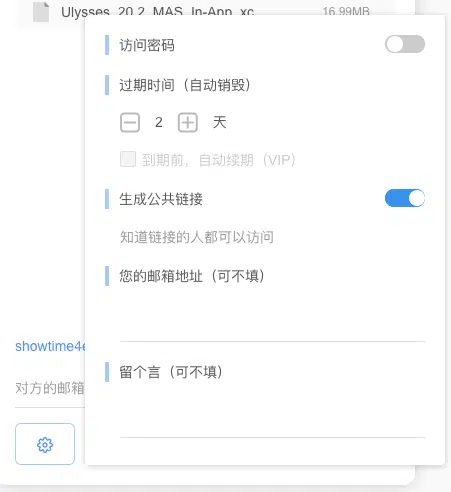 Ulysses_20.2_MAS_In-App_xc
16.99MB
访问密码
过期时间（自动销毁）
2 天
到期前，自动续期（VIP）
生成公共链接
知道链接的人都可以访问
您的邮箱地址（可不填）
showtime4e
留个言（可不填）
对方的邮箱